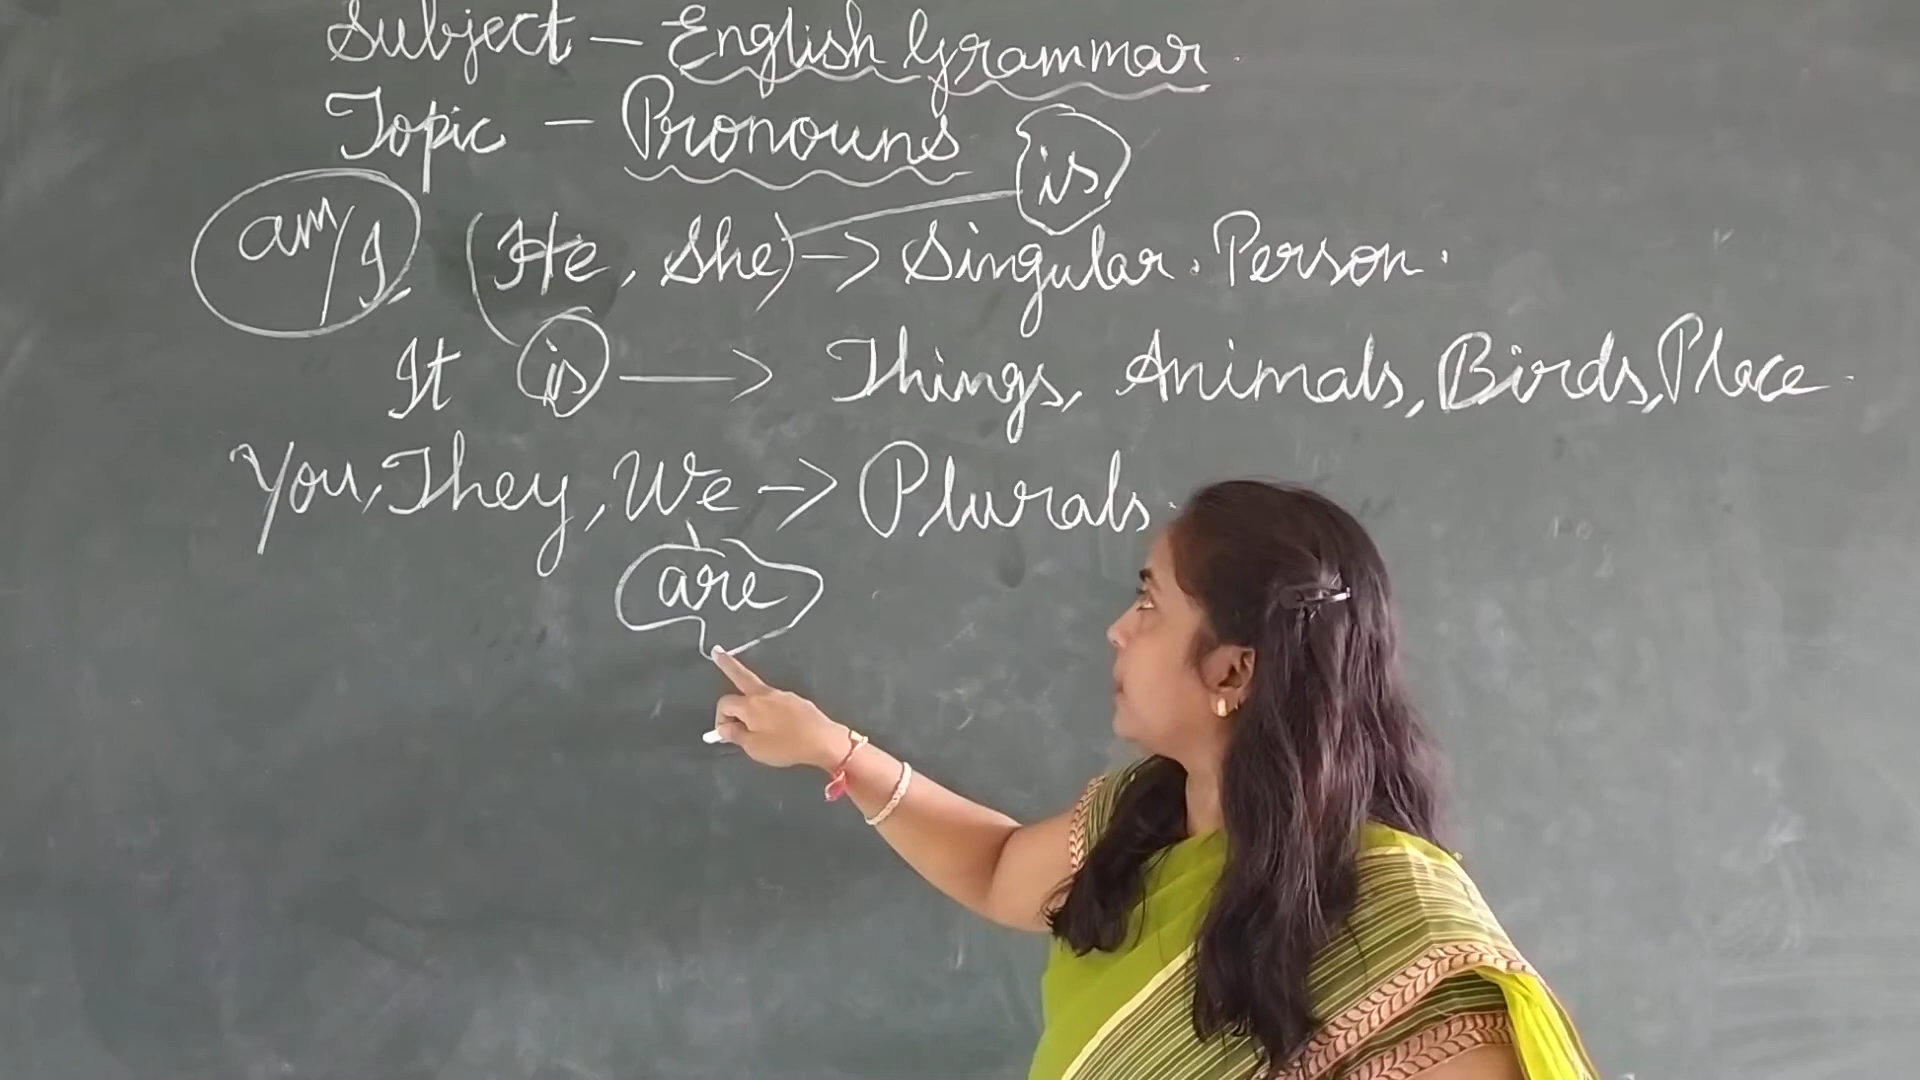 Subject - English Grammar.
Topic - Pronouns
is
am/I, (He, She) -> Singular. Person.
It is -> Things, Animals, Birds, Place.
You, They, We -> Plurals.
are